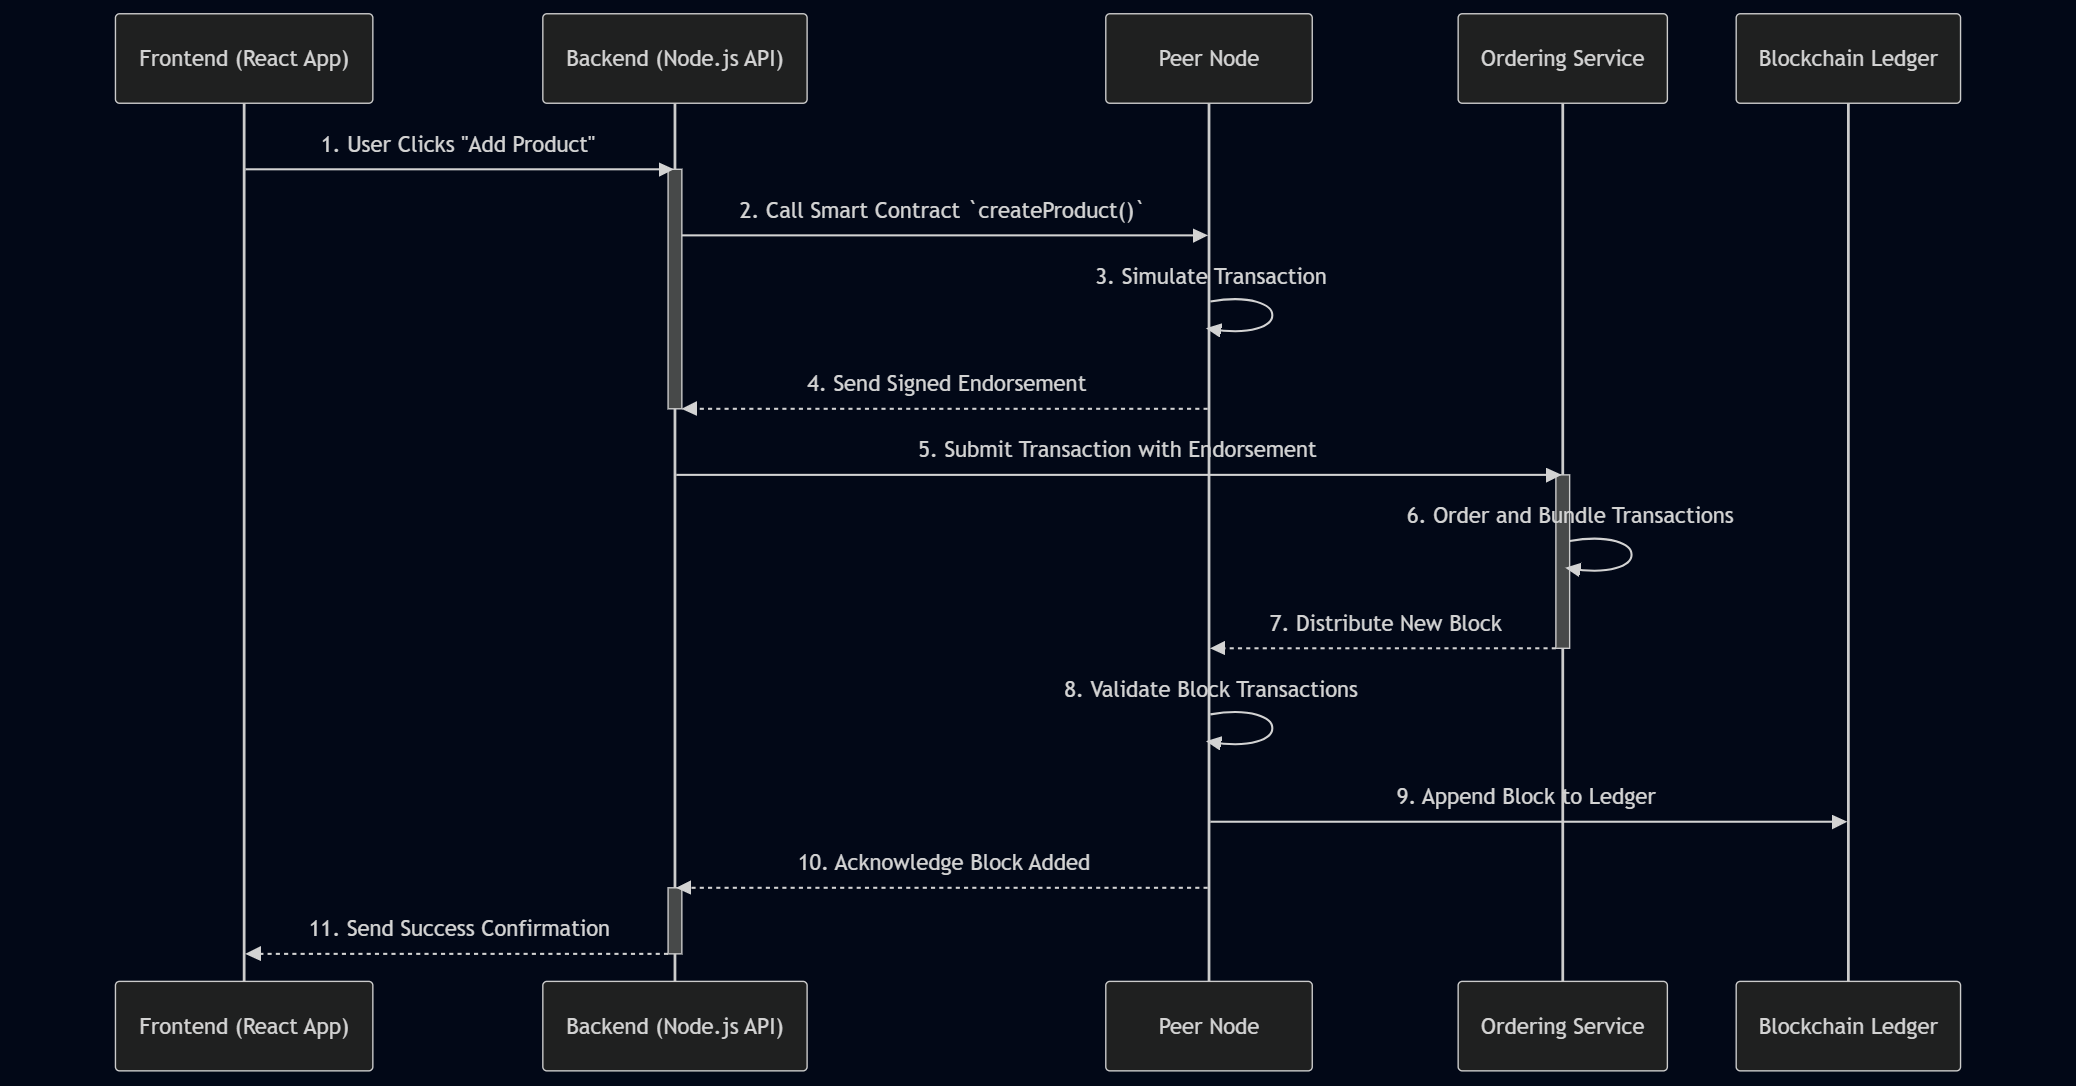 Frontend (React App)
Backend (Node.js API)
Peer Node
Ordering Service
Blockchain Ledger
1. User Clicks "Add Product"
2. Call Smart Contract `createProduct()`
3. Simulate Transaction
4. Send Signed Endorsement
5. Submit Transaction with Endorsement
6. Order and Bundle Transactions
7. Distribute New Block
8. Validate Block Transactions
9. Append Block to Ledger
10. Acknowledge Block Added
11. Send Success Confirmation
Frontend (React App)
Backend (Node.js API)
Peer Node
Ordering Service
Blockchain Ledger